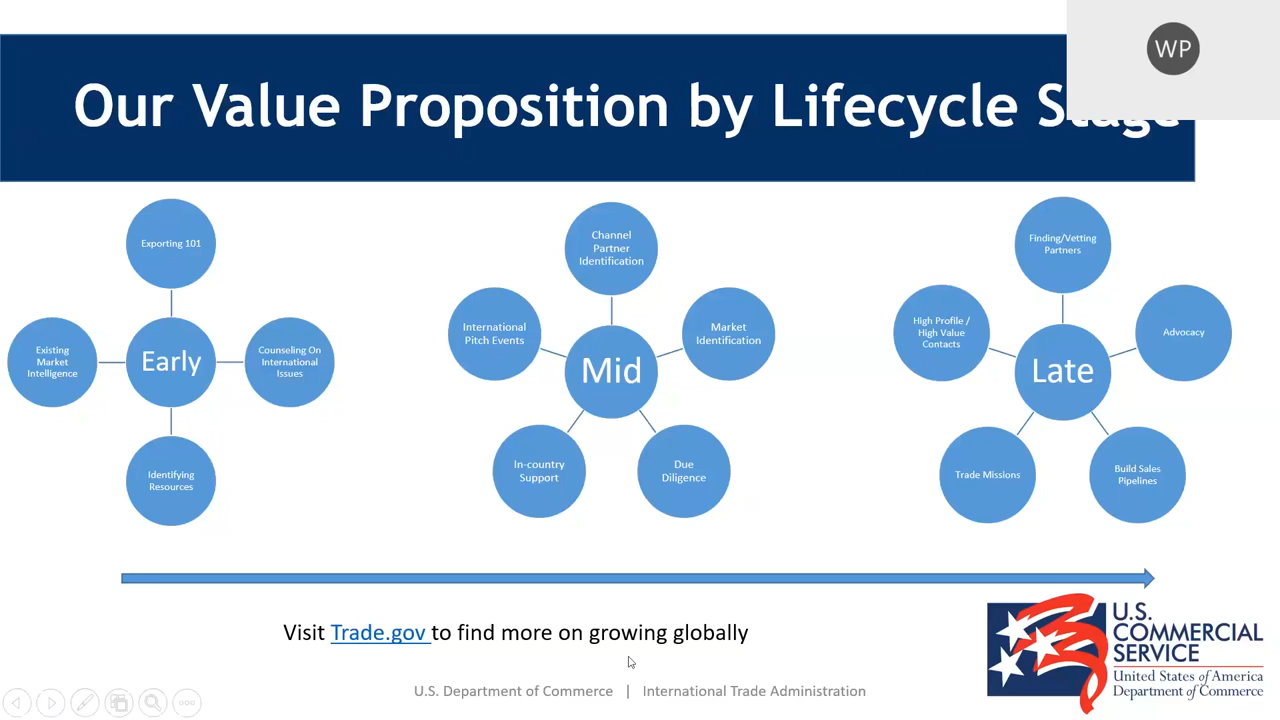 WP
Our Value Proposition by Lifecycle Stage
Exporting 101
Existing
Market
Intelligence
Early
Counseling On
International
Issues
Identifying
Resources
Channel
Partner
Identification
International
Pitch Events
Market
Identification
Mid
In-country
Support
Due
Diligence
Finding/Vetting
Partners
High Profile /
High Value
Contacts
Advocacy
Late
Trade Missions
Build Sales
Pipelines
Visit Trade.gov to find more on growing globally
U.S. Department of Commerce | International Trade Administration
U.S.
COMMERCIAL
SERVICE
United States of America
Department of Commerce